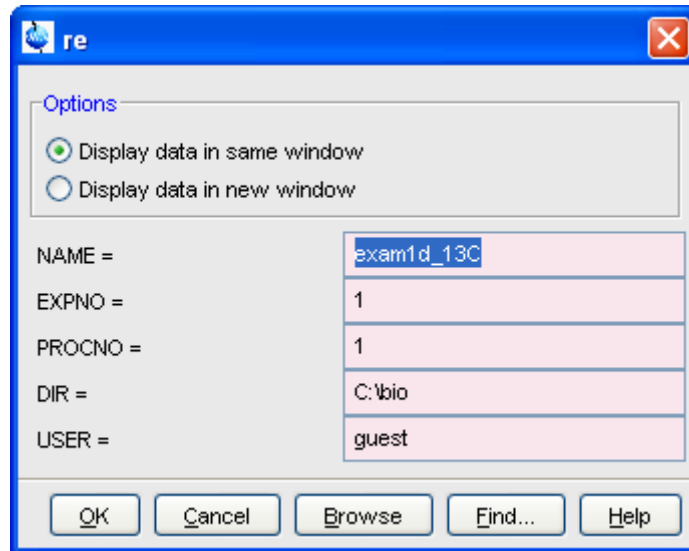 re
Options
Display data in same window
Display data in new window
NAME = exam1d_13C
EXPNO = 1
PROCNO = 1
DIR = C:\bio
USER = guest
OK Cancel Browse Find... Help